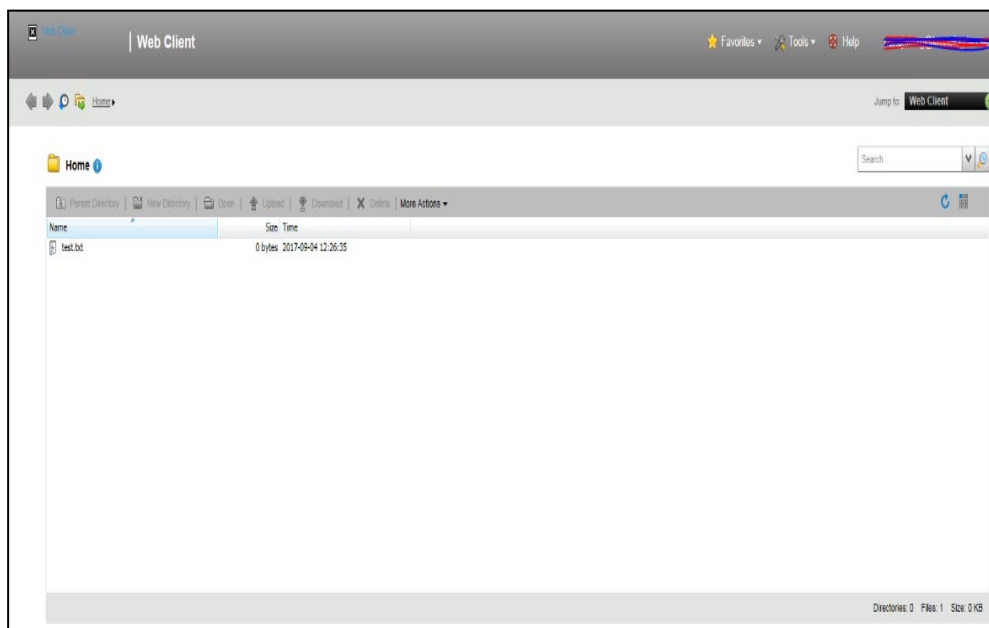 Web Client
Web Client
Favorites Tools Help
Home
Jump to: Web Client
Home
Search
Parent Directory | New Directory | Open | Upload | Download | Delete | More Actions
Name Size Time
test.txt 0 bytes 2017-09-04 12:26:35
Directories: 0 Files: 1 Size: 0 KB